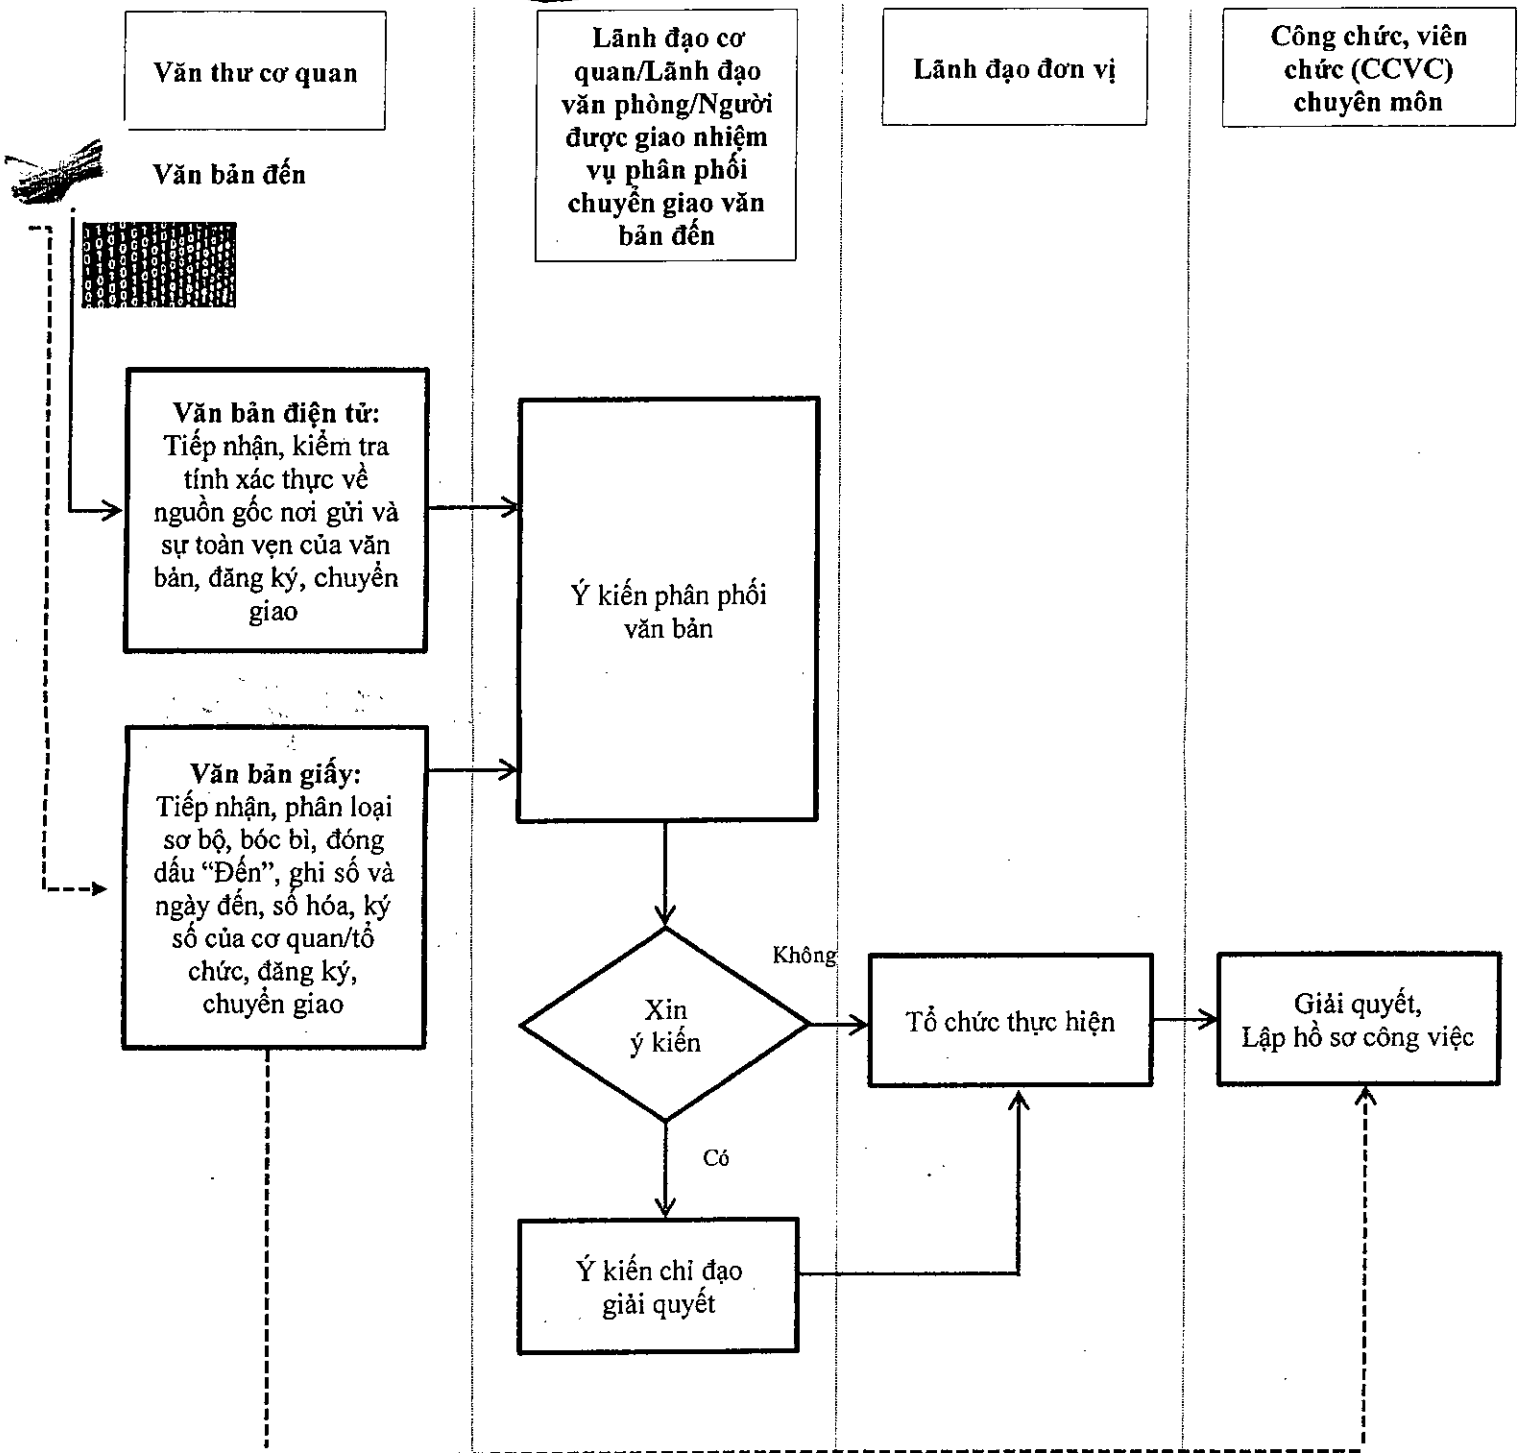 Văn thư cơ quan
Lãnh đạo cơ
quan/Lãnh đạo
văn phòng/Người
được giao nhiệm
vụ phân phối
chuyển giao văn
bản đến
Lãnh đạo đơn vị
Công chức, viên
chức (CCVC)
chuyên môn
Văn bản đến
Văn bản điện tử:
Tiếp nhận, kiểm tra
tính xác thực về
nguồn gốc nơi gửi và
sự toàn vẹn của văn
bản, đăng ký, chuyển
giao
Ý kiến phân phối
văn bản
Văn bản giấy:
Tiếp nhận, phân loại
sơ bộ, bóc bì, đóng
dấu “Đến”, ghi số và
ngày đến, số hóa, ký
số của cơ quan/tổ
chức, đăng ký,
chuyển giao
Xin
ý kiến
Không
Tổ chức thực hiện
Giải quyết,
Lập hồ sơ công việc
Có
Ý kiến chỉ đạo
giải quyết